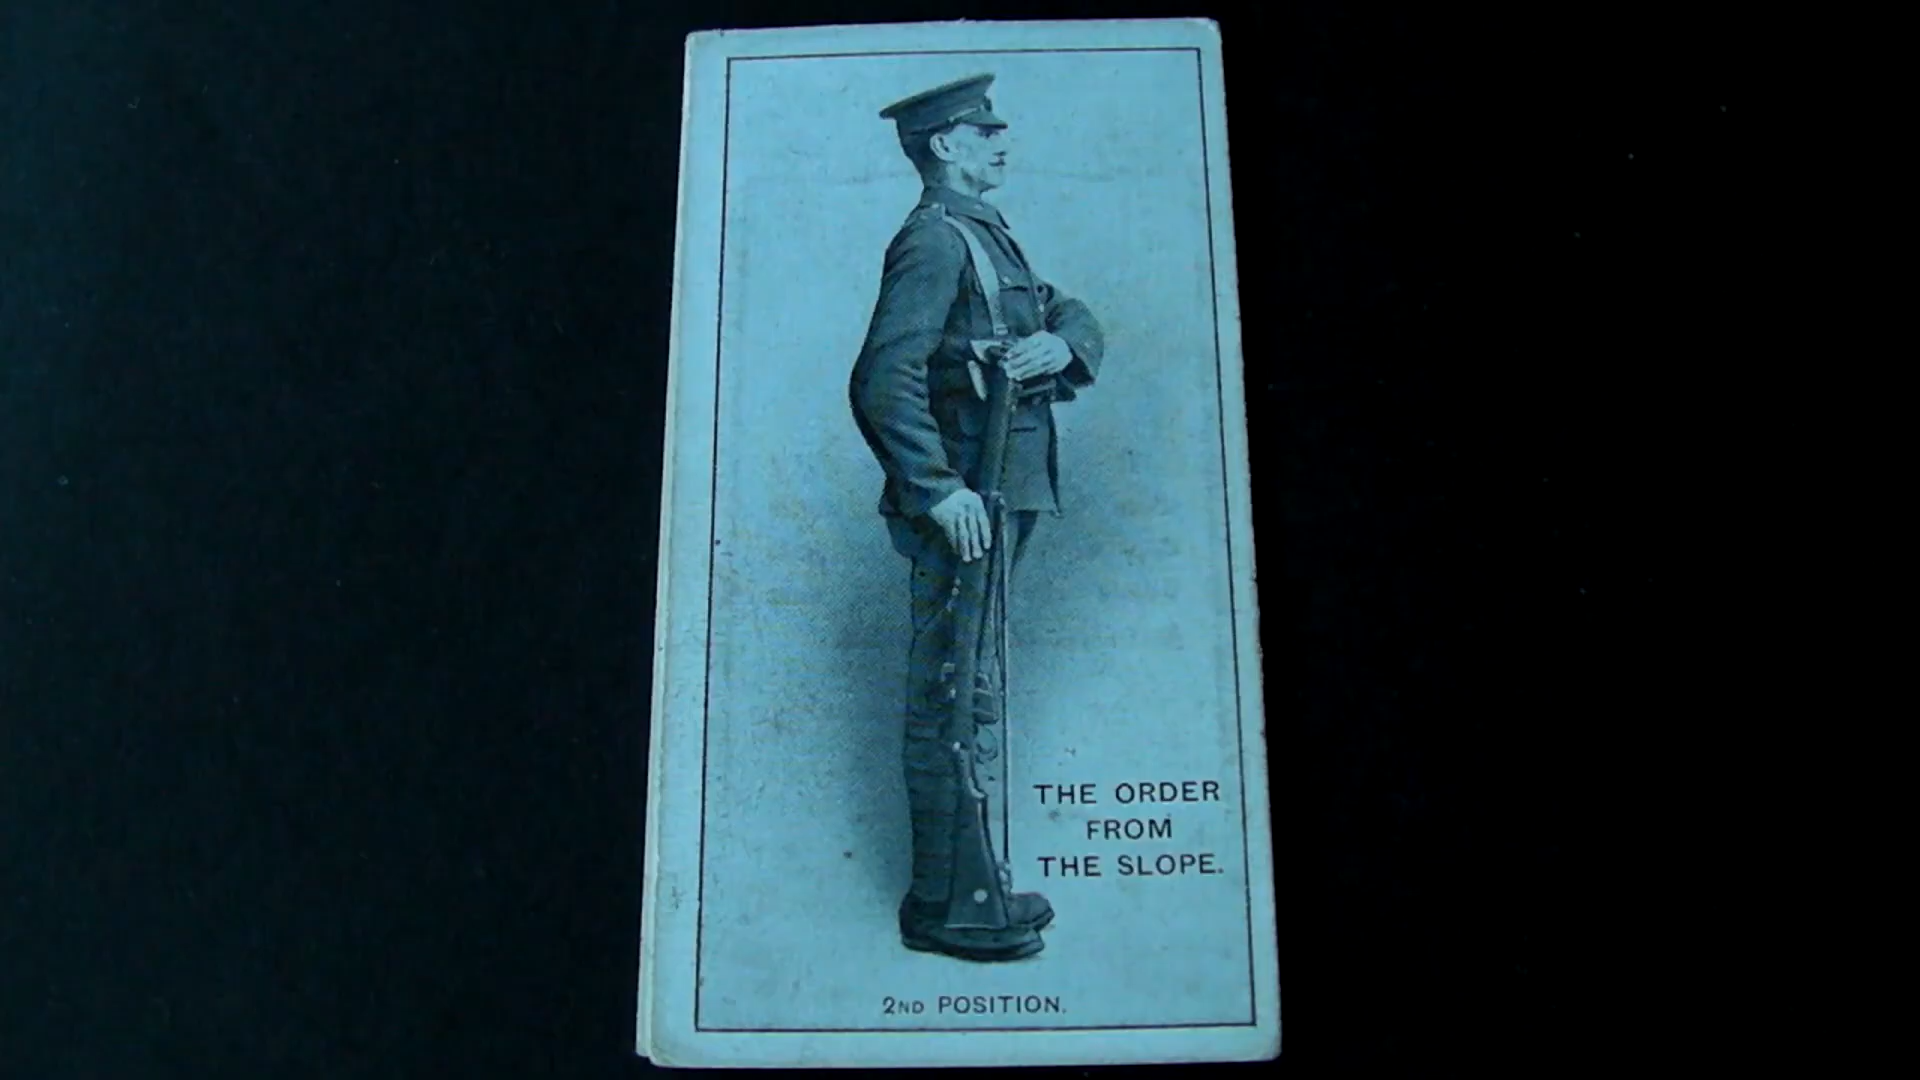 THE ORDER
FROM
THE SLOPE.
2ND POSITION.